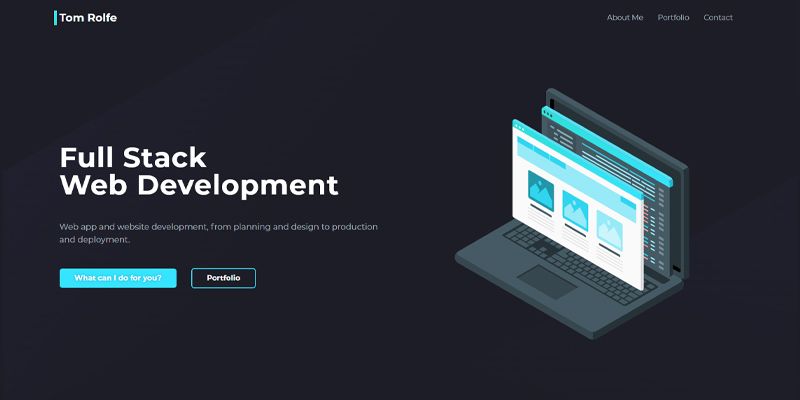 Tom Rolfe
About Me Portfolio Contact
Full Stack
Web Development
Web app and website development, from planning and design to production
and deployment.
What can I do for you? Portfolio